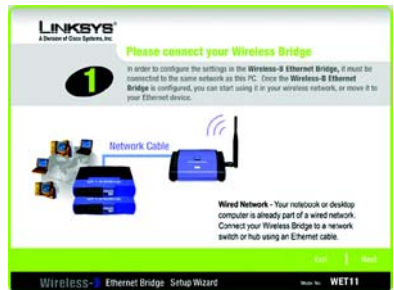 LINKSYS®
A Division of Cisco Systems, Inc.
Please connect your Wireless Bridge
1
In order to configure the settings in the Wireless-B Ethernet Bridge, it must be
connected to the same network as this PC. Once the Wireless-B Ethernet
Bridge is configured, you can start using it in your wireless network, or move it to
your Ethernet device.
Network Cable
Wired Network - Your notebook or desktop
computer is already part of a wired network.
Connect your Wireless Bridge to a network
switch or hub using an Ethernet cable.
Exit
Next
Wireless-B Ethernet Bridge Setup Wizard
Model No. WET11